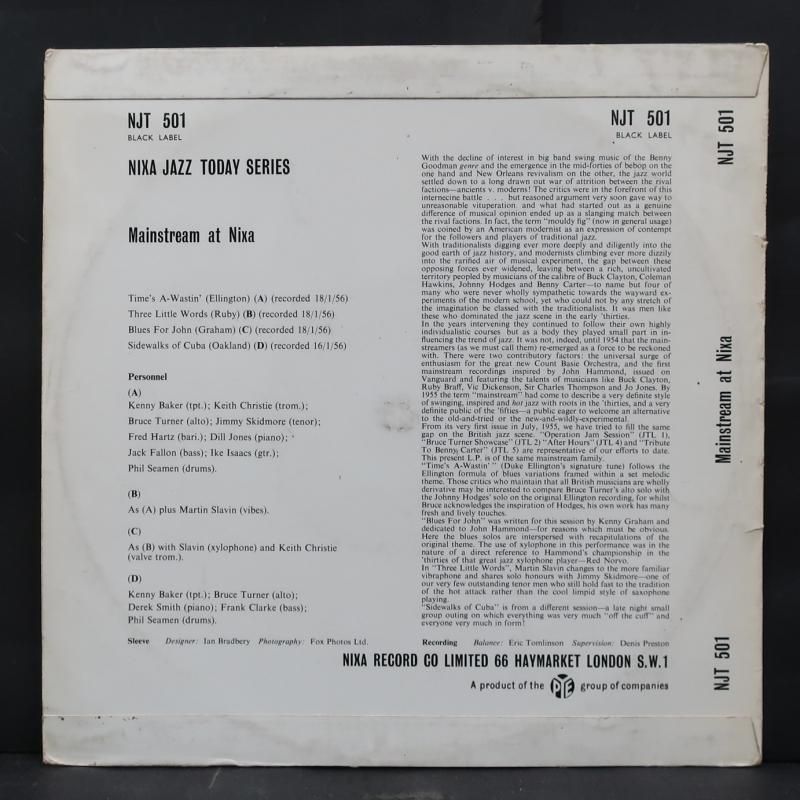 NJT 501
BLACK LABEL
NIXA JAZZ TODAY SERIES
Mainstream at Nixa
Time's A-Wastin' (Ellington) (A) (recorded 18/1/56)
Three Little Words (Ruby) (B) (recorded 18/1/56)
Blues For John (Graham) (C) (recorded 18/1/56)
Sidewalks of Cuba (Oakland) (D) (recorded 16/1/56)
Personnel
(A)
Kenny Baker (tpt.); Keith Christie (trom.);
Bruce Turner (alto); Jimmy Skidmore (tenor);
Fred Hartz (bari.); Dill Jones (piano);
Jack Fallon (bass); Ike Isaacs (gtr.);
Phil Seamen (drums).
(B)
As (A) plus Martin Slavin (vibes).
(C)
As (B) with Slavin (xylophone) and Keith Christie
(valve trom.).
(D)
Kenny Baker (tpt.); Bruce Turner (alto);
Derek Smith (piano); Frank Clarke (bass);
Phil Seamen (drums).
NJT 501
BLACK LABEL
With the decline of interest in big band swing music of the Benny
Goodman genre and the emergence in the mid-forties of bebop on the
one hand and New Orleans revivalism on the other, the jazz world
settled down to a long drawn out war of attrition between the rival
factions—ancients v. moderns! The critics were in the forefront of this
internecine battle . . . but reasoned argument very soon gave way to
unreasonable vituperation and what had started out as a genuine
difference of musical opinion ended up as a slanging match between
the rival factions. In fact, the term "mouldy fig" (now in general usage)
was coined by an American modernist as an expression of contempt
for the followers and players of traditional jazz.
With traditionalists digging ever more deeply and diligently into the
good earth of jazz history, and modernists climbing ever more dizzily
into the rarified air of musical experiment, the gap between these
opposing forces ever widened, leaving between a rich, uncultivated
territory peopled by musicians of the calibre of Buck Clayton, Coleman
Hawkins, Johnny Hodges and Benny Carter—to name but four of
many who were never wholly sympathetic towards the wayward ex-
periments of the modern school, yet who could not by any stretch of
the imagination be classed with the traditionalists. It was men like
these who dominated the jazz scene in the early 'thirties.
In the years intervening they continued to follow their own highly
individualistic courses but as a body they played small part in in-
fluencing the trend of jazz. It was not, indeed, until 1954 that the main-
streamers (as we must call them) re-emerged as a force to be reckoned
with. There were two contributory factors: the universal surge of
enthusiasm for the great new Count Basie Orchestra, and the first
mainstream recordings inspired by John Hammond, issued on
Vanguard and featuring the talents of musicians like Buck Clayton,
Ruby Braff, Vic Dickenson, Sir Charles Thompson and Jo Jones. By
1955 the term "mainstream" had come to describe a very definite style
of swinging, inspired and hot jazz with roots in the 'thirties, and a very
definite public of the 'fifties—a public eager to welcome an alternative
to the old-and-tried or the new-and-wildly-experimental.
From its very first issue in July, 1955, we have tried to fill the same
gap on the British jazz scene. "Operation Jam Session" (JTL 1),
"Bruce Turner Showcase" (JTL 2) "After Hours" (JTL 4) and "Tribute
To Benny Carter" (JTL 5) are representative of our efforts to date.
This present L.P. is of the same mainstream family.
"Time's A-Wastin' " (Duke Ellington's signature tune) follows the
Ellington formula of blues variations framed within a set melodic
theme. Those critics who maintain that all British musicians are wholly
derivative may be interested to compare Bruce Turner's alto solo with
the Johnny Hodges' solo on the original Ellington recording, for whilst
Bruce acknowledges the inspiration of Hodges, his own work has many
fresh and lively touches.
"Blues For John" was written for this session by Kenny Graham and
dedicated to John Hammond—for reasons which must be obvious.
Here the blues solos are interspersed with recapitulations of the
original theme. The use of xylophone in this performance was in the
nature of a direct reference to Hammond's championship in the
'thirties of that great jazz xylophone player—Red Norvo.
In "Three Little Words", Martin Slavin changes to the more familiar
vibraphone and shares solo honours with Jimmy Skidmore—one of
our very few outstanding tenor men who still hold fast to the tradition
of the hot attack rather than the cool limpid style of saxophone
playing.
"Sidewalks of Cuba" is from a different session—a late night small
group outing on which everything was very much "off the cuff" and
everyone very much in form!
Sleeve Designer: Ian Bradbery Photography: Fox Photos Ltd. Recording Balance: Eric Tomlinson Supervision: Denis Preston
NIXA RECORD CO LIMITED 66 HAYMARKET LONDON S.W.1
A product of the PYE group of companies
NJT 501
Mainstream at Nixa
NJT 501